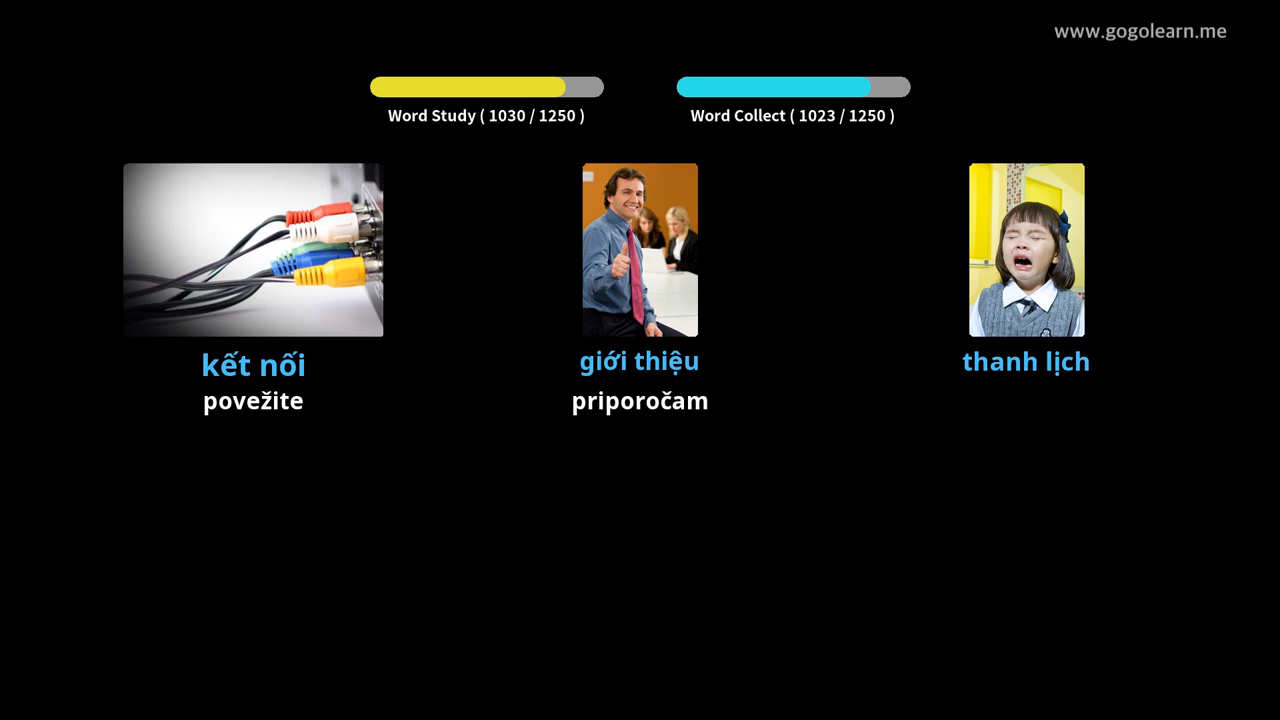 www.gogolearn.me
Word Study ( 1030 / 1250 )
Word Collect ( 1023 / 1250 )
kết nối
giới thiệu
thanh lịch
povežite
priporočam